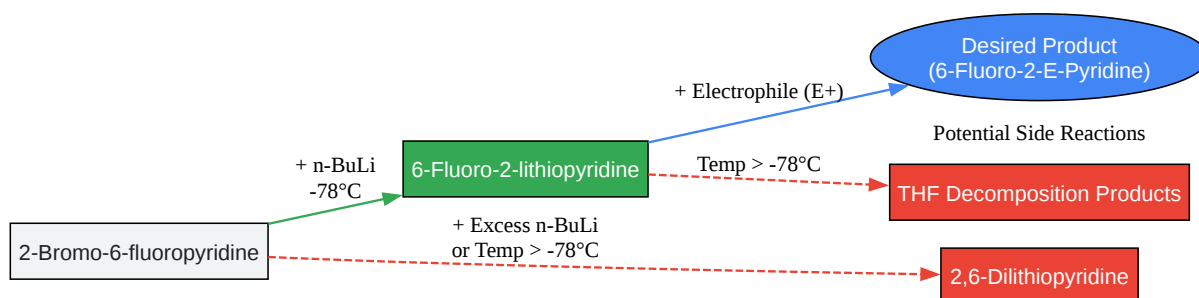 Desired Product
(6-Fluoro-2-E-Pyridine)
+ Electrophile (E+)
Potential Side Reactions
+ n-BuLi
-78°C
6-Fluoro-2-lithiopyridine
Temp > -78°C
THF Decomposition Products
2-Bromo-6-fluoropyridine
+ Excess n-BuLi
or Temp > -78°C
2,6-Dilithiopyridine